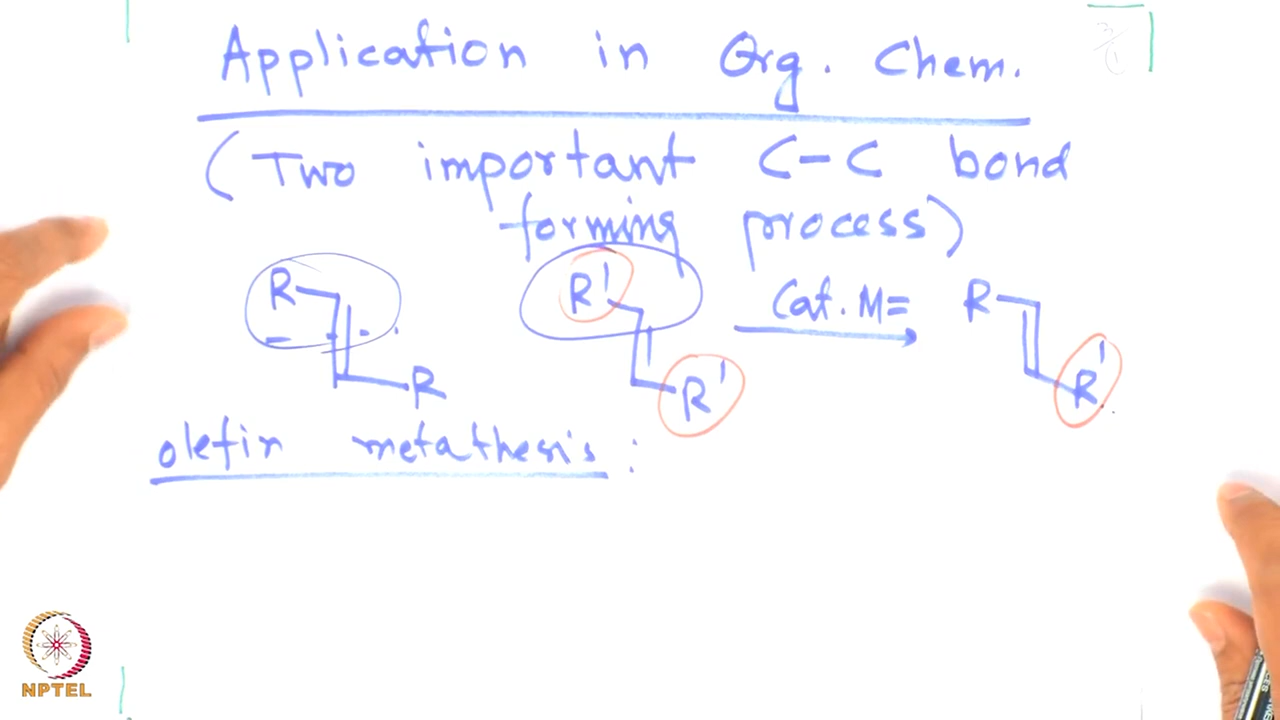 Application in Org. Chem.
(Two important C-C bond
forming process)
R R' Cat. M= R
R R' R'
olefin metathesis:
NPTEL